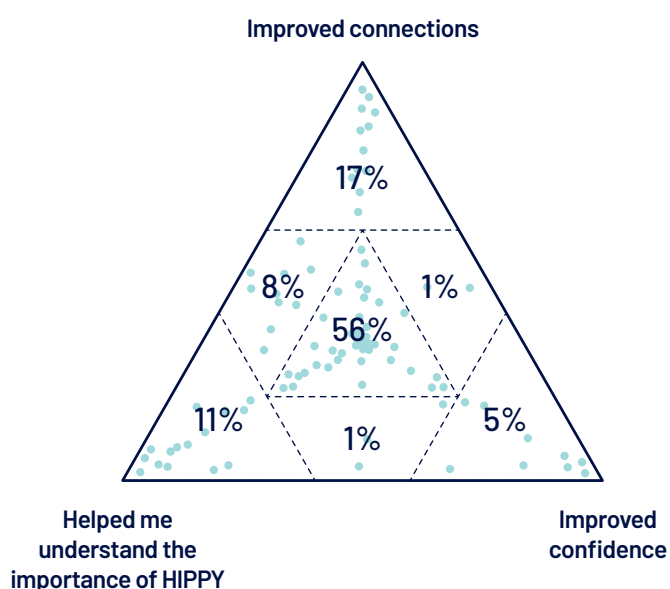 Improved connections
17%
8%
1%
56%
11%
1%
5%
Helped me
understand the
importance of HIPPY
Improved
confidence